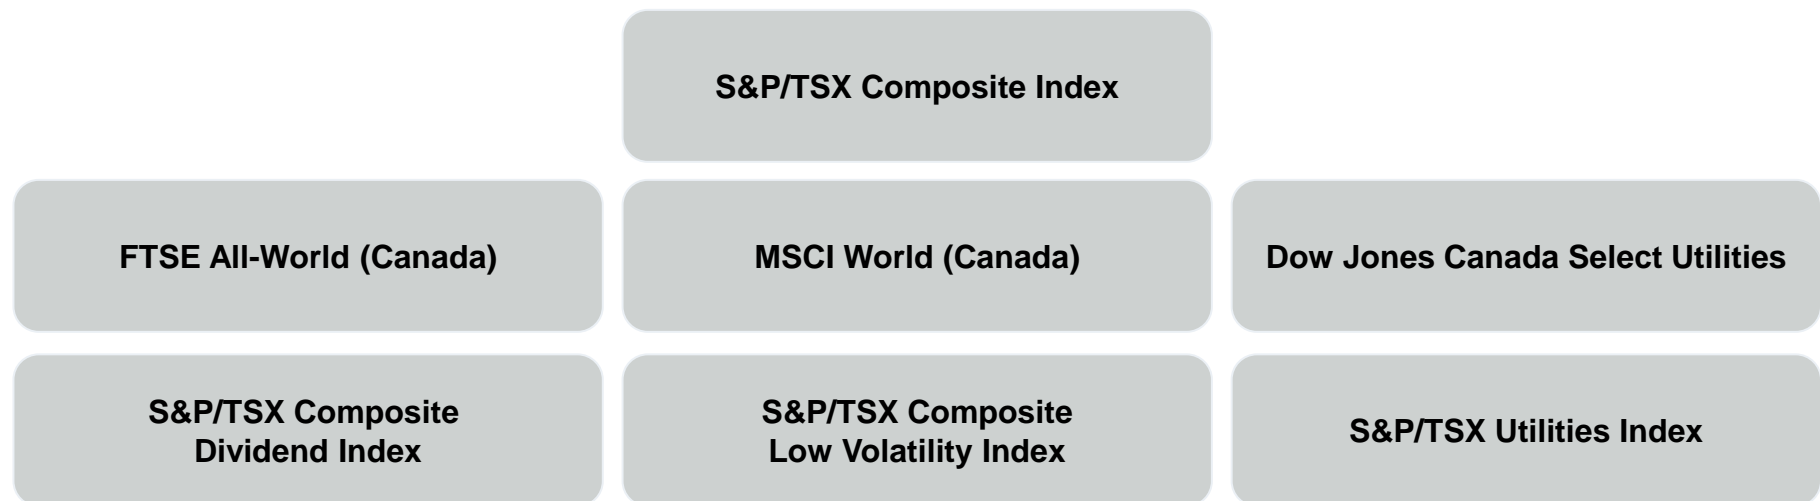 S&P/TSX Composite Index
FTSE All-World (Canada)
MSCI World (Canada)
Dow Jones Canada Select Utilities
S&P/TSX Composite
Dividend Index
S&P/TSX Composite
Low Volatility Index
S&P/TSX Utilities Index